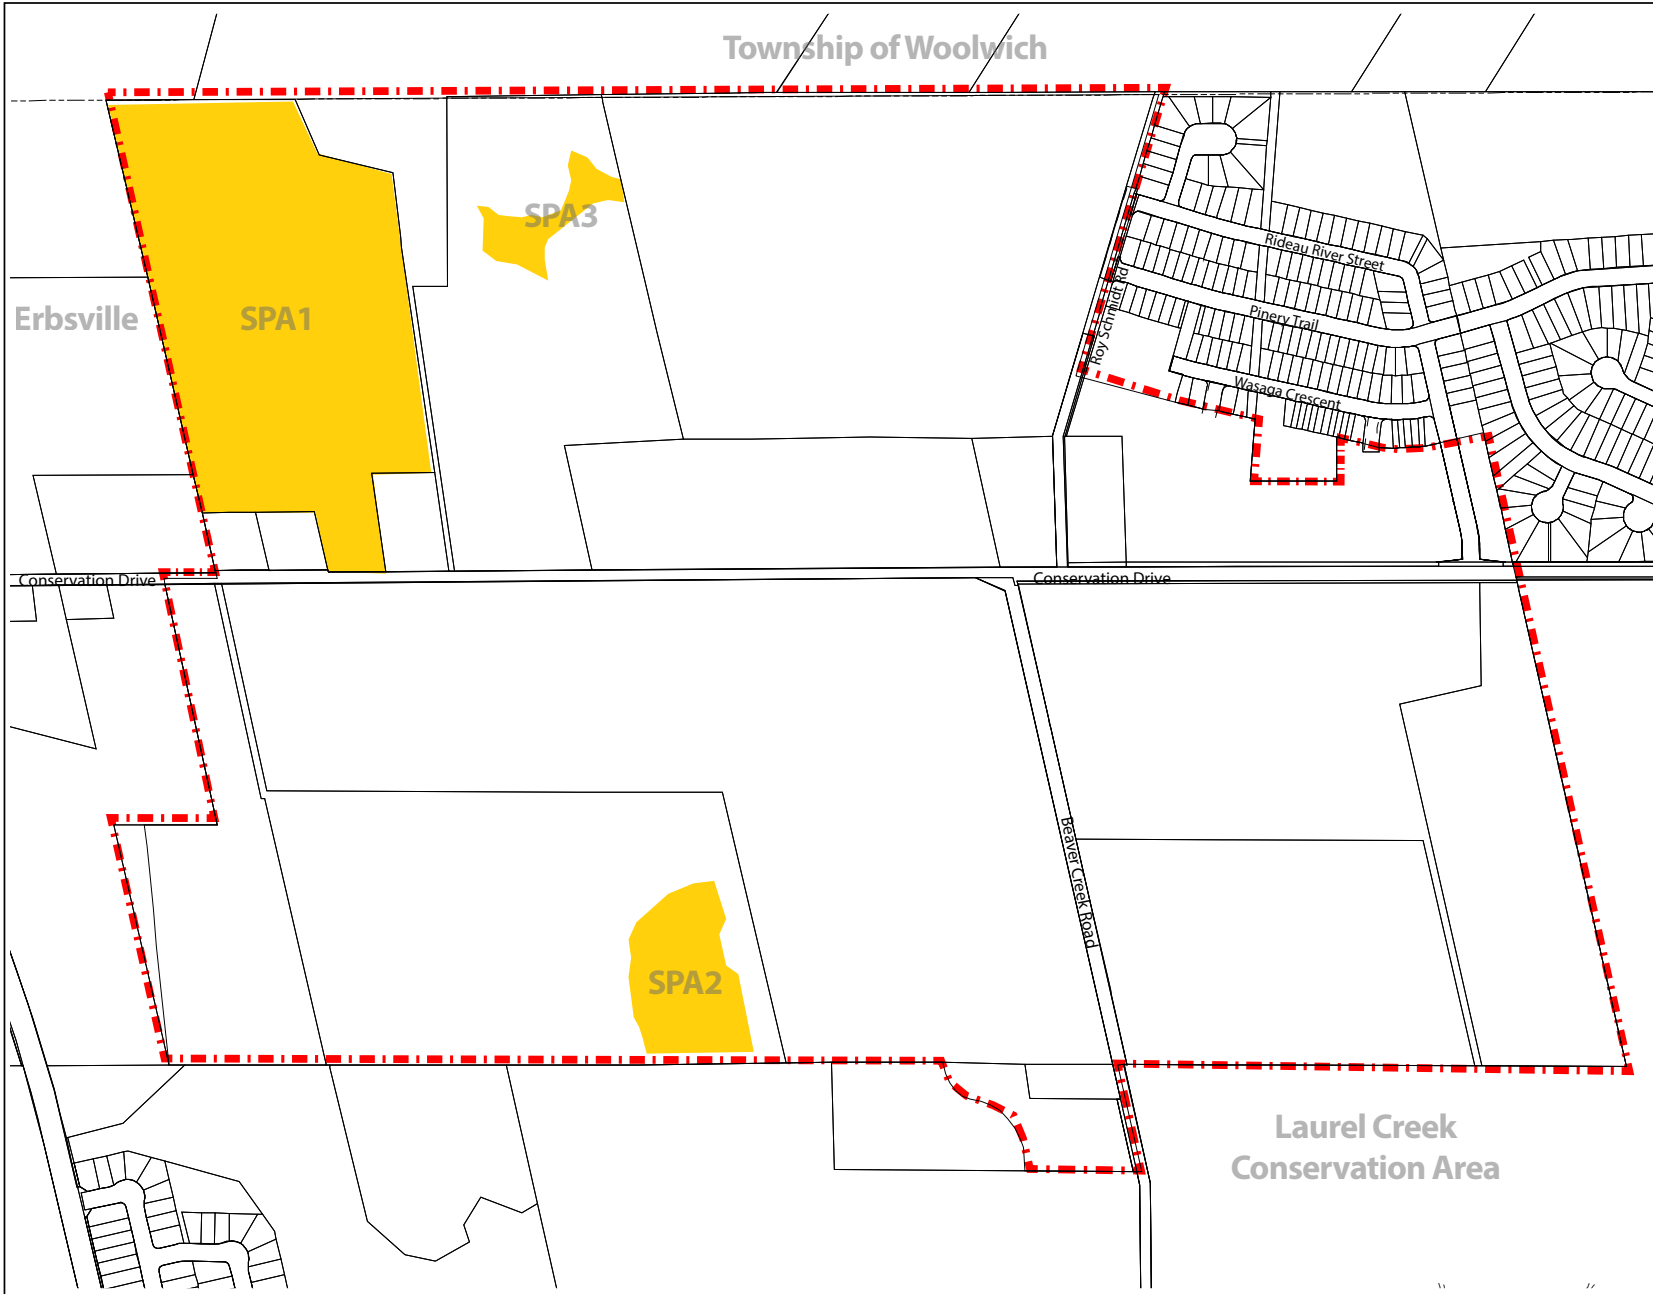 Township of Woolwich
SPA3
Rideau River Street
Erbsville
SPA1
Roy Schmidt Rd
Pinery Trail
Wasaga Crescent
Conservation Drive
Conservation Drive
Beaver Creek Road
SPA2
Laurel Creek
Conservation Area